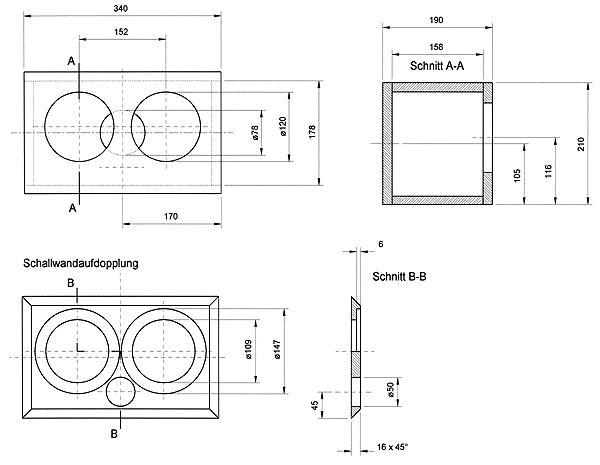 340
152
A
ø78
ø120
178
A
170
190
158
Schnitt A-A
210
105
116
Schallwandaufdopplung
B
ø109
ø147
B
6
Schnitt B-B
ø50
45
16 x 45°